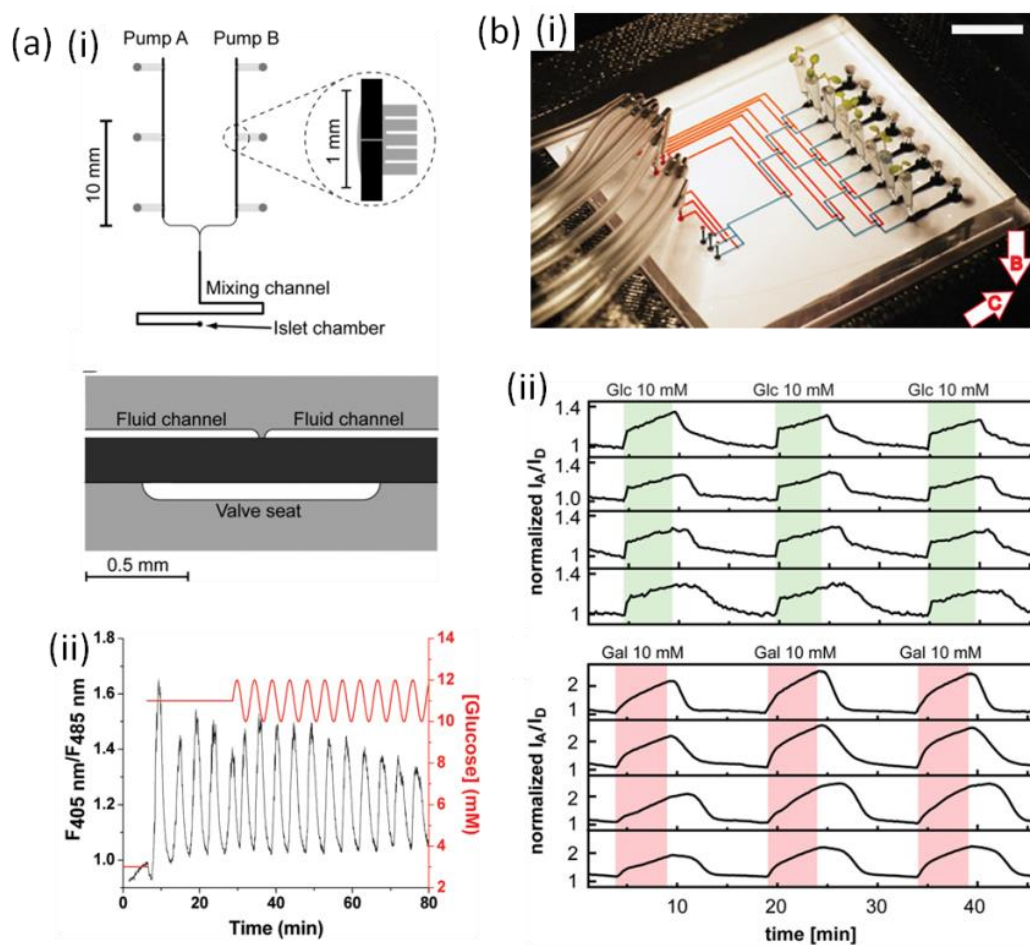 (a) (i)
Pump A Pump B
10 mm
1 mm
Mixing channel
Islet chamber
Fluid channel Fluid channel
Valve seat
0.5 mm
(ii)
F405 nm/F485 nm
1.8
1.6
1.4
1.2
1.0
14
12
10
8
6
4
2
[Glucose] (mM)
0 20 40 60 80
Time (min)
(b) (i)
B
C
(ii)
Glc 10 mM Glc 10 mM Glc 10 mM
1.4
1
1.4
1.0
1.4
1
1.4
1
normalized IA/ID
Gal 10 mM Gal 10 mM Gal 10 mM
2
1
2
1
2
1
2
1
normalized IA/ID
10 20 30 40
time [min]